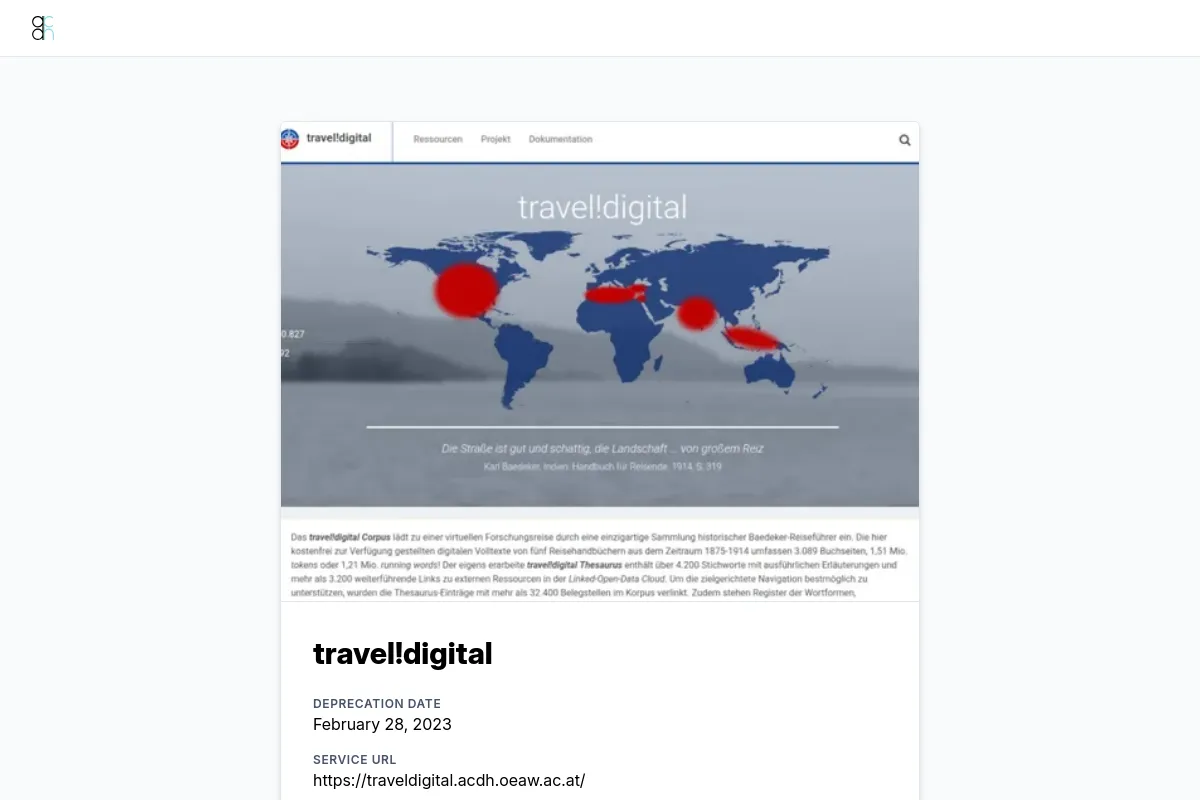 ac
dh
travel!digital
Ressourcen Projekt Dokumentation
travel!digital
0.827
92
Die Straße ist gut und schattig, die Landschaft ... von großem Reiz
Karl Baedeker, Indien: Handbuch für Reisende, 1914, S. 319
Das travel!digital Corpus lädt zu einer virtuellen Forschungsreise durch eine einzigartige Sammlung historischer Baedeker-Reiseführer ein. Die hier
kostenfrei zur Verfügung gestellten digitalen Volltexte von fünf Reisehandbüchern aus dem Zeitraum 1875-1914 umfassen 3.089 Buchseiten, 1,51 Mio.
tokens oder 1,21 Mio. running words! Der eigens erarbeite travel!digital Thesaurus enthält über 4.200 Stichworte mit ausführlichen Erläuterungen und
mehr als 3.200 weiterführende Links zu externen Ressourcen in der Linked-Open-Data Cloud. Um die zielgerichtete Navigation bestmöglich zu
unterstützen, wurden die Thesaurus-Einträge mit mehr als 32.400 Belegstellen im Korpus verlinkt. Zudem stehen Register der Wortformen,
travel!digital
DEPRECATION DATE
February 28, 2023
SERVICE URL
https://traveldigital.acdh.oeaw.ac.at/